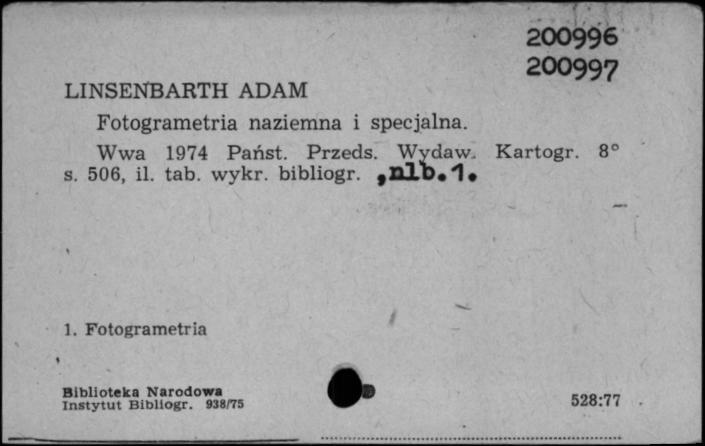 200996
200997
LINSENBARTH ADAM
Fotogrametria naziemna i specjalna.
Wwa 1974 Państ. Przeds. Wydaw. Kartogr. 8°
s. 506, il. tab. wykr. bibliogr. ,nlb.1.
1. Fotogrametria
Biblioteka Narodowa
Instytut Bibliogr. 938/75
528:77